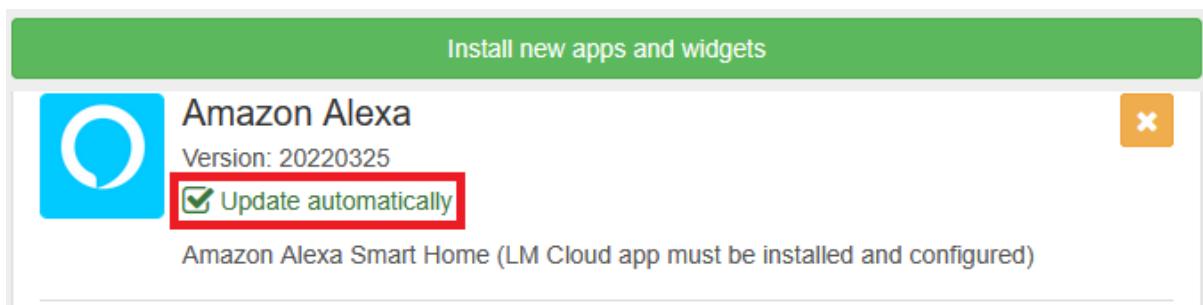 Install new apps and widgets
Amazon Alexa
Version: 20220325
Update automatically
Amazon Alexa Smart Home (LM Cloud app must be installed and configured)